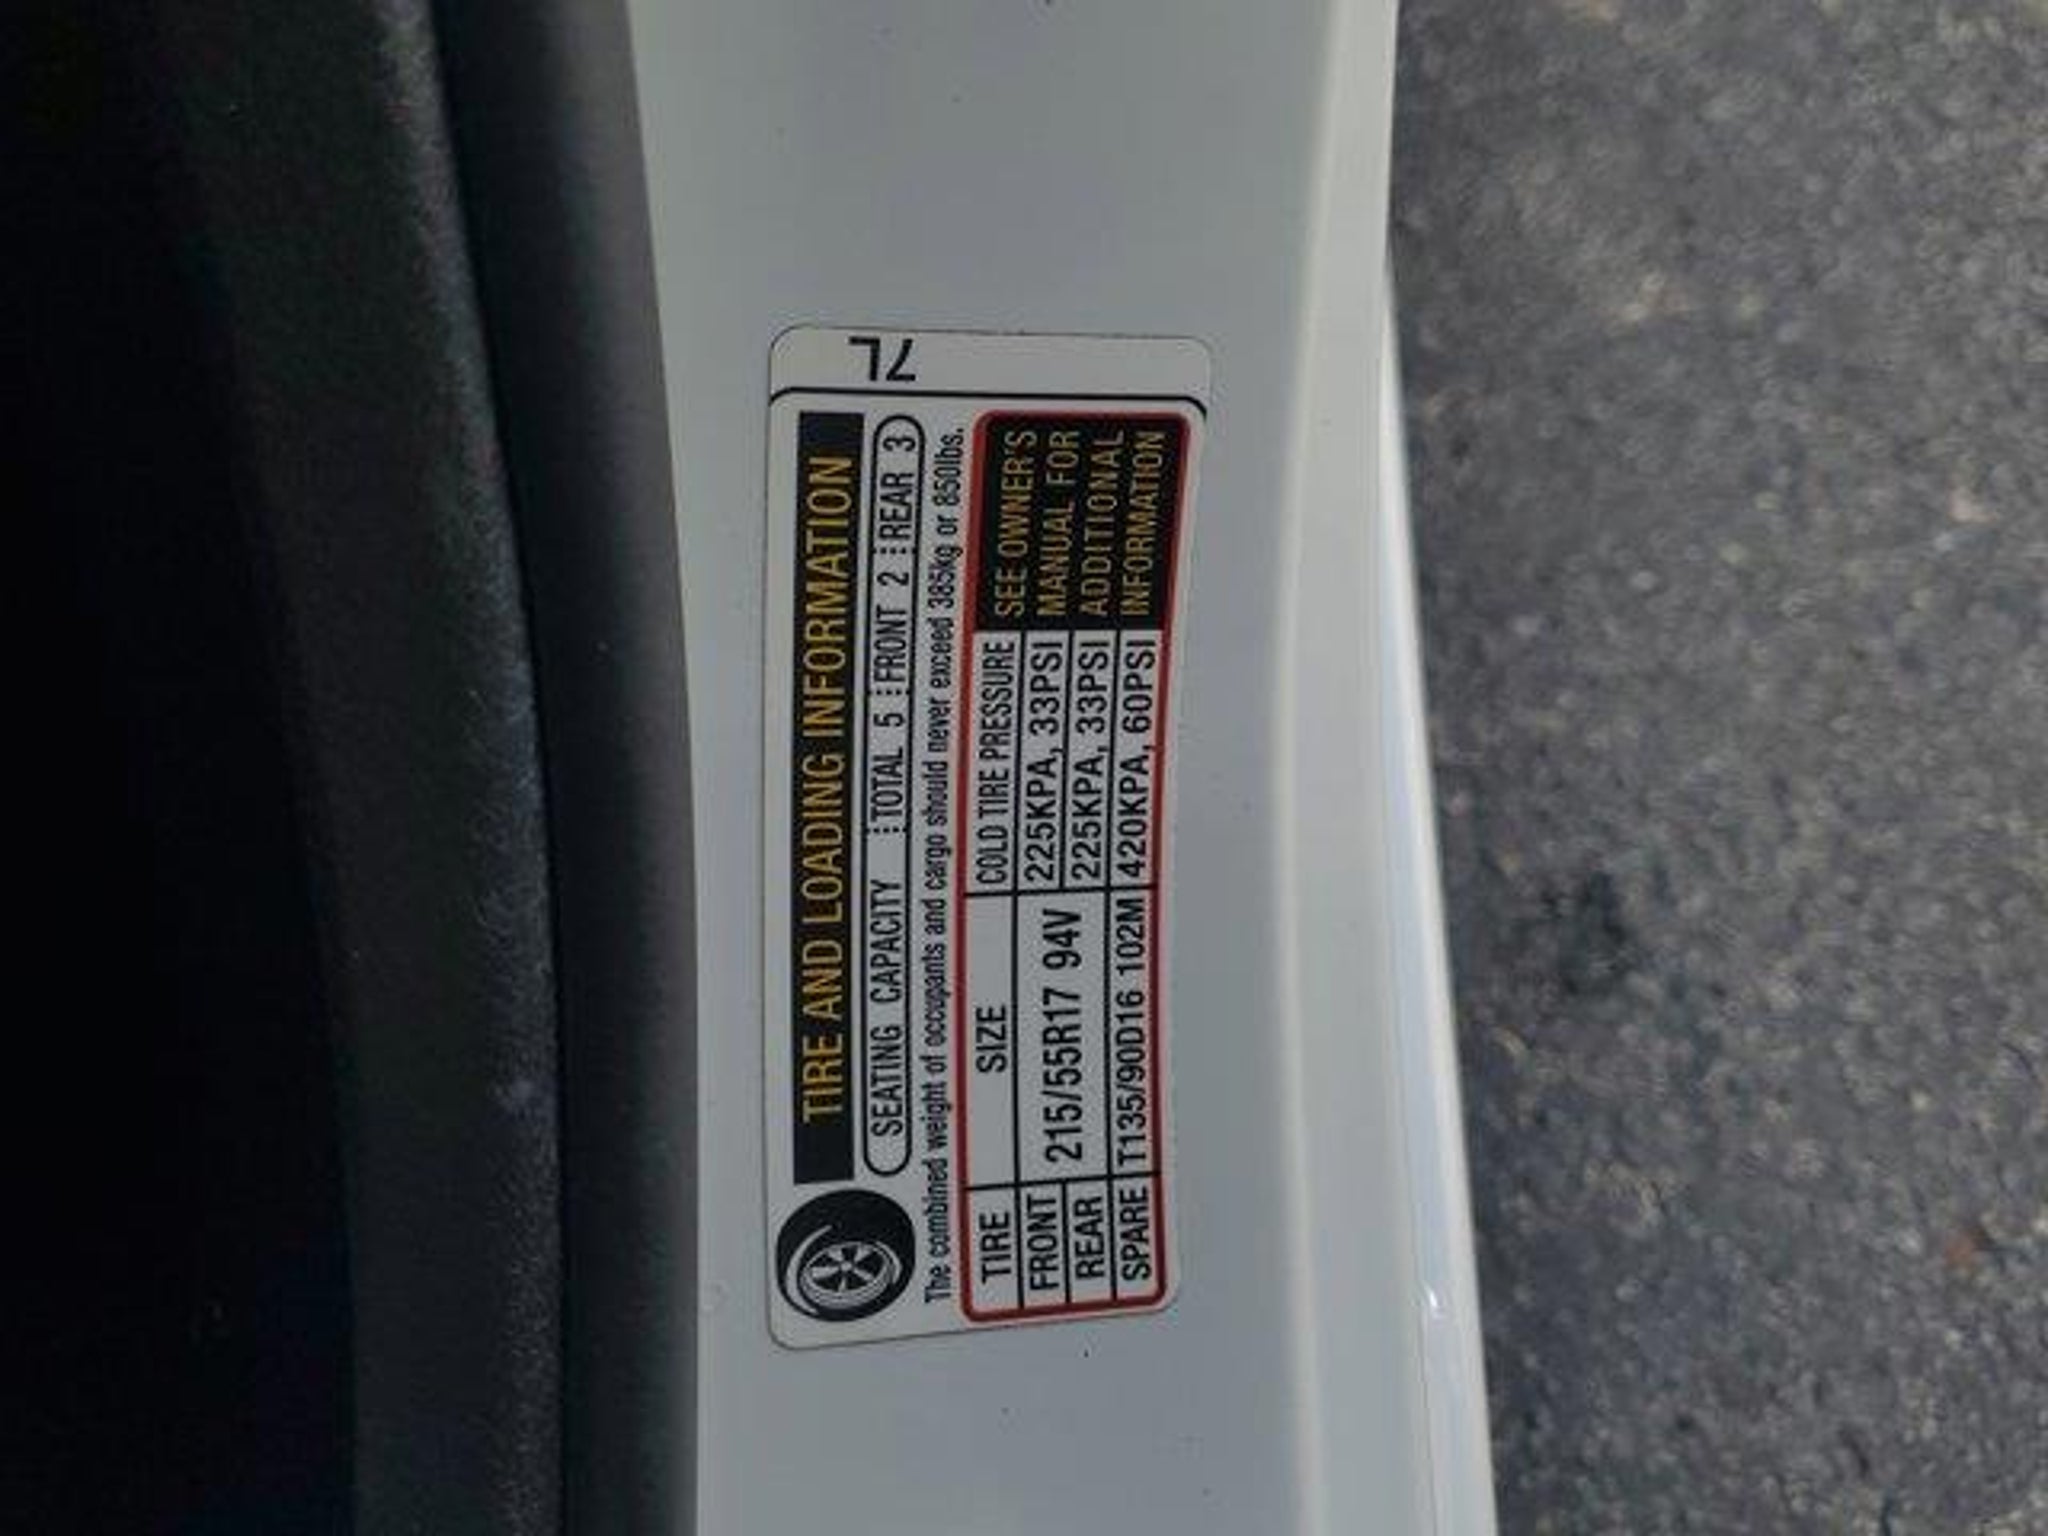 7L
TIRE AND LOADING INFORMATION
SEATING CAPACITY TOTAL 5 FRONT 2 REAR 3
The combined weight of occupants and cargo should never exceed 385kg or 850lbs.
TIRE SIZE COLD TIRE PRESSURE SEE OWNER'S
FRONT 215/55R17 94V 225KPA, 33PSI MANUAL FOR
REAR 225KPA, 33PSI ADDITIONAL
SPARE T135/90D16 102M 420KPA, 60PSI INFORMATION